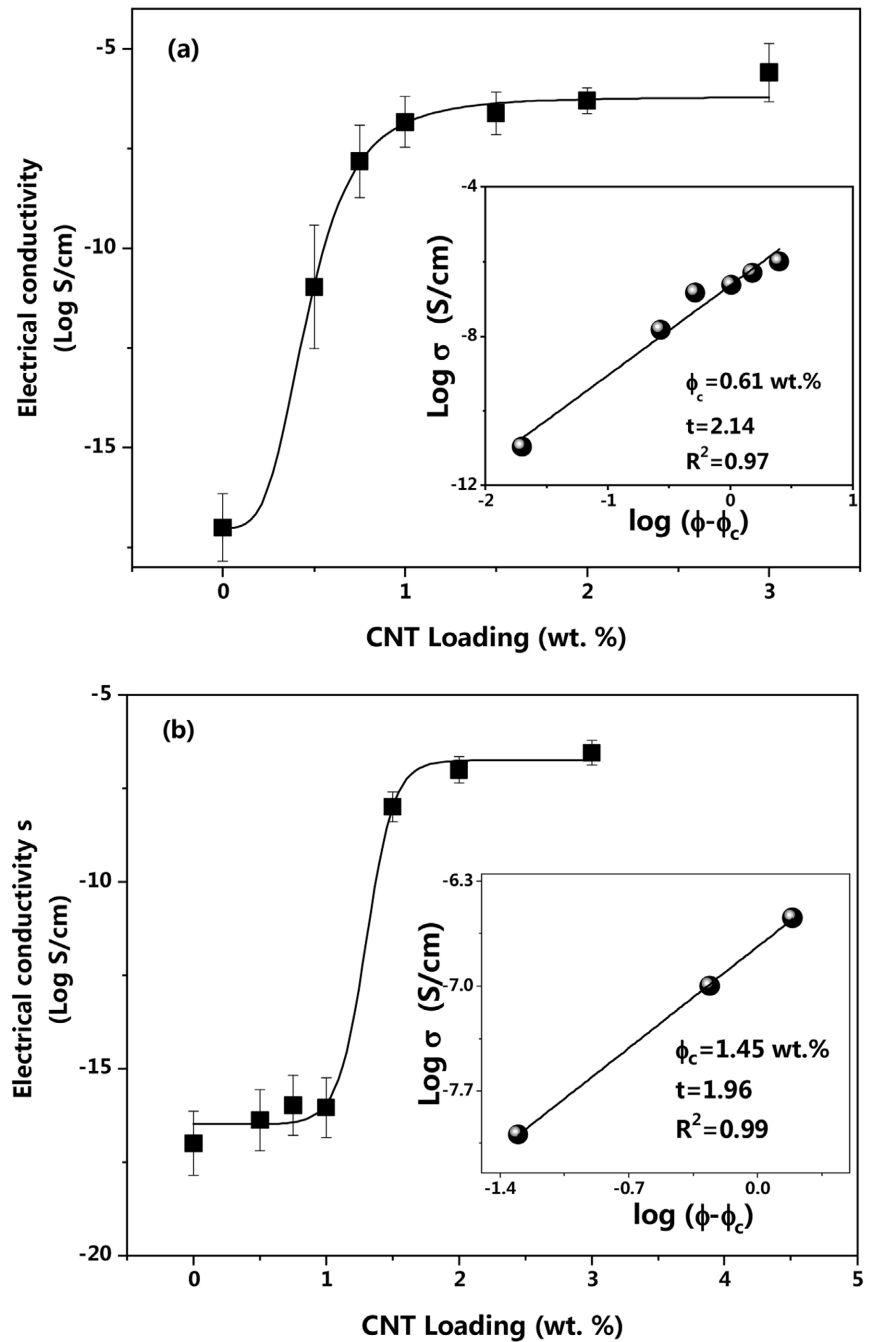 (a)
-5
-10
-15
Electrical conductivity
(Log S/cm)
0
1
2
3
CNT Loading (wt. %)
-4
-8
-12
Log σ (S/cm)
ϕc=0.61 wt.%
t=2.14
R²=0.97
-2
-1
0
1
log (ϕ-ϕc)
(b)
-5
-10
-15
-20
Electrical conductivity s
(Log S/cm)
0
1
2
3
4
5
CNT Loading (wt. %)
-6.3
-7.0
-7.7
Log σ (S/cm)
ϕc=1.45 wt.%
t=1.96
R²=0.99
-1.4
-0.7
0.0
log (ϕ-ϕc)